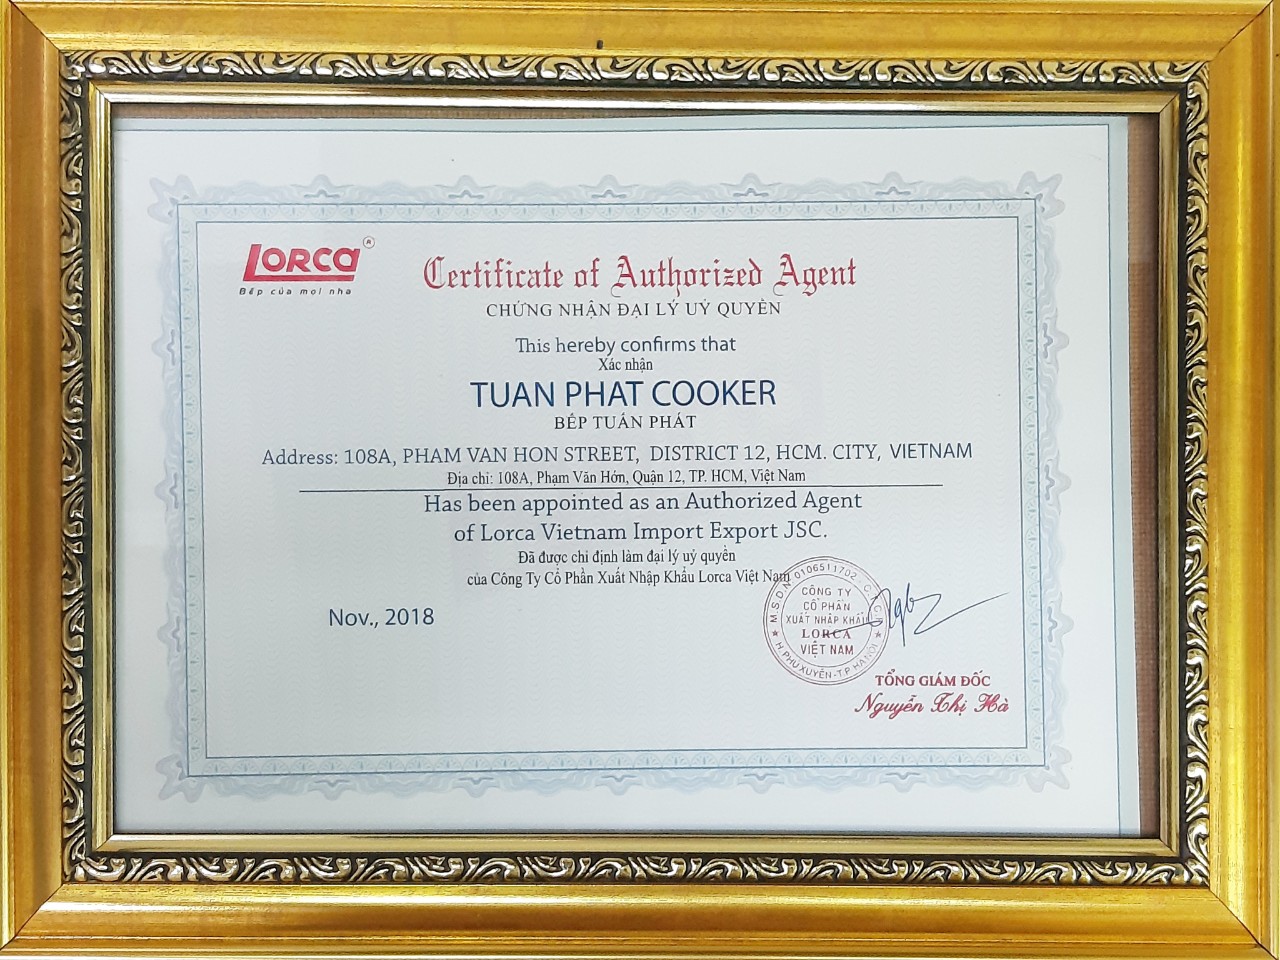 LORCA ®
Bếp của mọi nhà
Certificate of Authorized Agent
CHỨNG NHẬN ĐẠI LÝ UỶ QUYỀN
This hereby confirms that
Xác nhận
TUAN PHAT COOKER
BẾP TUẤN PHÁT
Address: 108A, PHAM VAN HON STREET, DISTRICT 12, HCM. CITY, VIETNAM
Địa chỉ: 108A, Phạm Văn Hớn, Quận 12, TP. HCM, Việt Nam
Has been appointed as an Authorized Agent
of Lorca Vietnam Import Export JSC.
Đã được chỉ định làm đại lý uỷ quyền
của Công Ty Cổ Phần Xuất Nhập Khẩu Lorca Việt Nam
Nov., 2018
M.S.D.N: 0106511702 - C.T.C.P
CÔNG TY
CỔ PHẦN
XUẤT NHẬP KHẨU
LORCA
VIỆT NAM
H. PHÚ XUYÊN - T.P HÀ NỘI
TỔNG GIÁM ĐỐC
Nguyễn Thị Hà